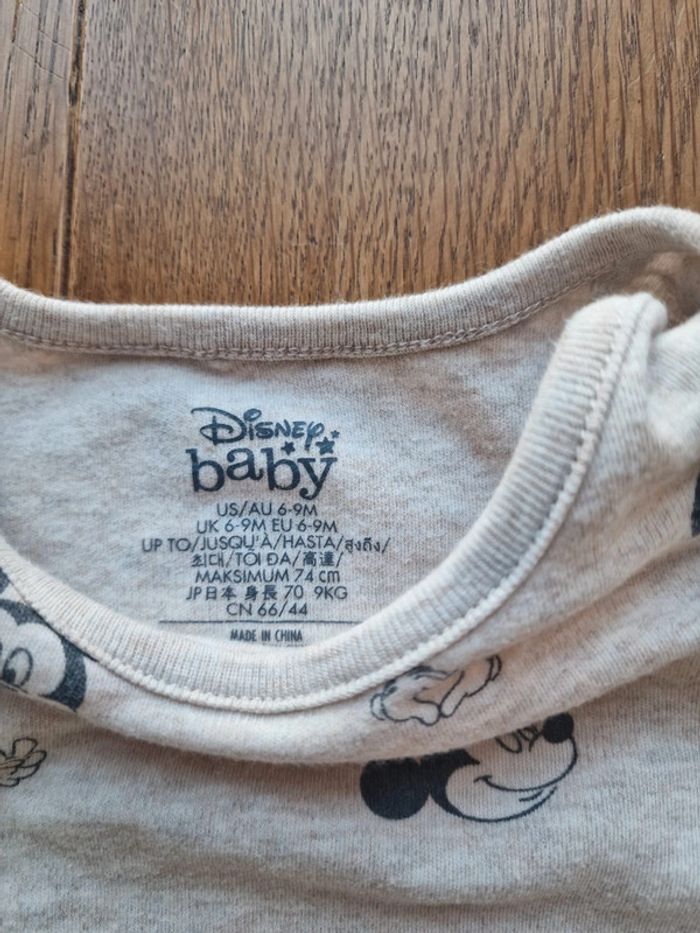 Disney
baby
US/AU 6-9M
UK 6-9M EU 6-9M
UP TO/JUSQU'À/HASTA/สูงถึง/
최대/TỐI ĐA/高達/
MAKSIMUM 74 cm
JP日本 身長 70 9KG
CN 66/44
MADE IN CHINA